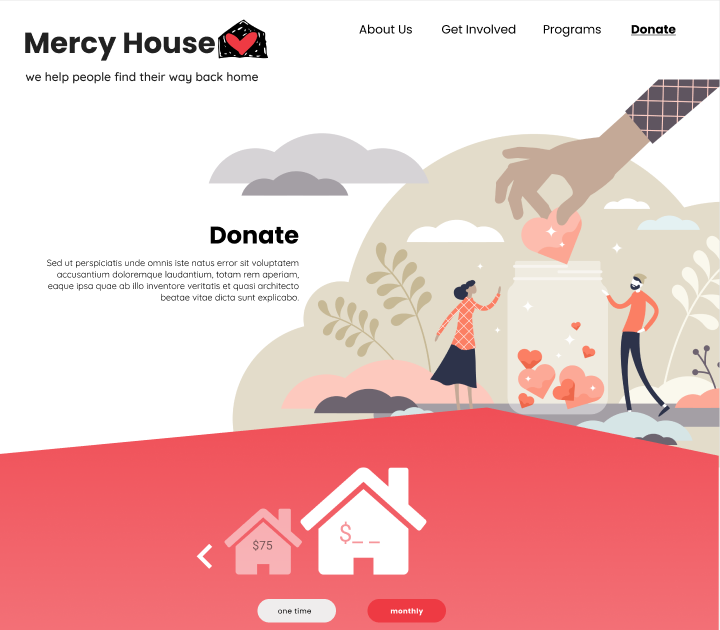 Mercy House
About Us
Get Involved
Programs
Donate
we help people find their way back home
Donate
Sed ut perspiciatis unde omnis iste natus error sit voluptatem
accusantium doloremque laudantium, totam rem aperiam,
eaque ipsa quae ab illo inventore veritatis et quasi architecto
beatae vitae dicta sunt explicabo.
$75
$_ _
one time
monthly